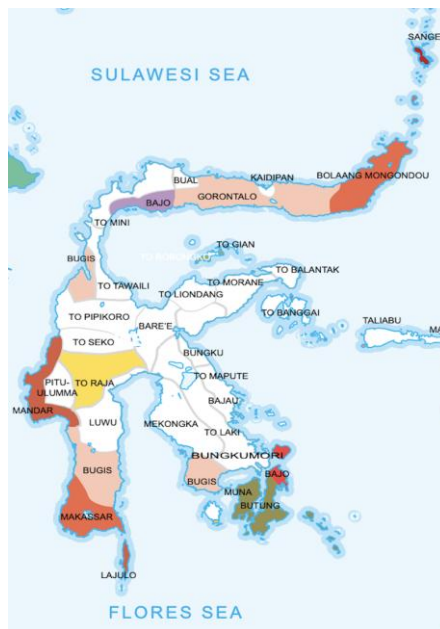 SANGE
SULAWESI SEA
BUAL
KAIDIPAN
BOLAANG MONGONDOU
BAJO
GORONTALO
TO MINI
TO GIAN
BUGIS
TO BALANTAK
TO TAWAILI
TO MORANE
TO LIONDANG
TO PIPIKORO
TO BANGGAI
BARE'E
TALIABU
MA
TO SEKO
BUNGKU
PITU-
ULUMMA
TO RAJA
TO MAPUTE
BAJAU
MANDAR
LUWU
MEKONGKA
TO LAKI
BUNGKUMORI
BUGIS
BAJO
BUGIS
MUNA
BUTUNG
MAKASSAR
LAJULO
FLORES SEA